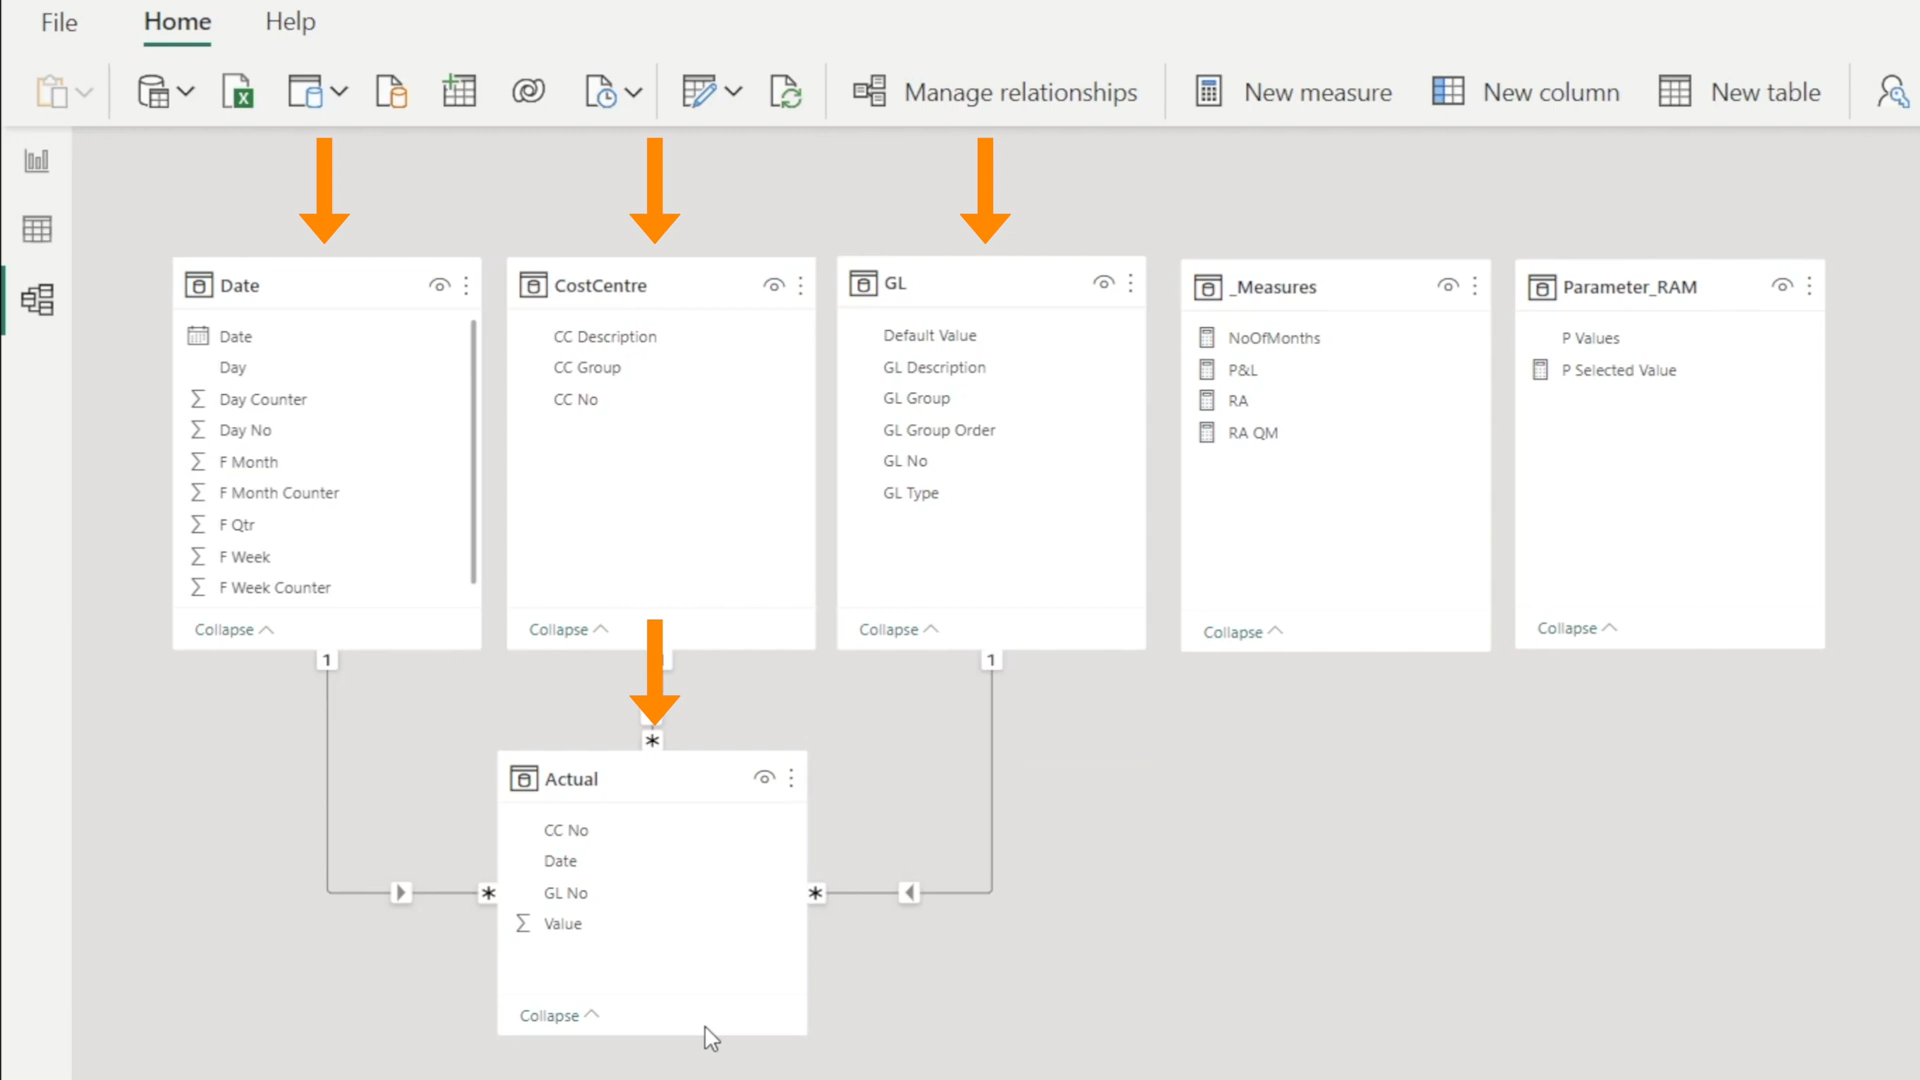 File Home Help
Manage relationships New measure New column New table
Date
Date
Day
Day Counter
Day No
F Month
F Month Counter
F Qtr
F Week
F Week Counter
Collapse
CostCentre
CC Description
CC Group
CC No
Collapse
GL
Default Value
GL Description
GL Group
GL Group Order
GL No
GL Type
Collapse
_Measures
NoOfMonths
P&L
RA
RA QM
Collapse
Parameter_RAM
P Values
P Selected Value
Collapse
1
1
*
Actual
CC No
Date
GL No
Value
Collapse
*
*